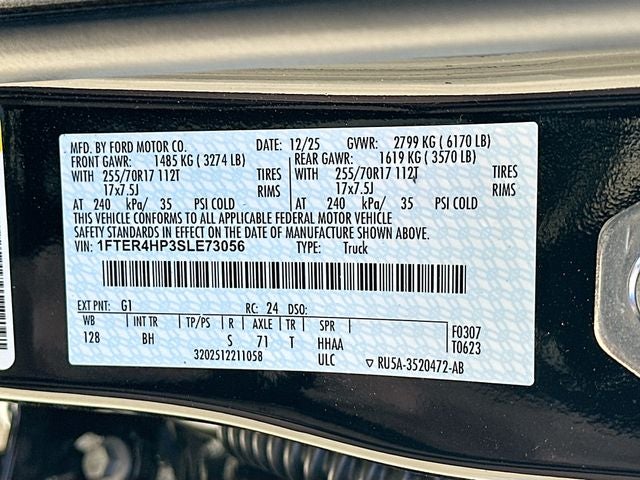 MFD. BY FORD MOTOR CO. DATE: 12/25 GVWR: 2799 KG ( 6170 LB)
FRONT GAWR: 1485 KG ( 3274 LB) REAR GAWR: 1619 KG ( 3570 LB)
WITH 255/70R17 112T TIRES WITH 255/70R17 112T TIRES
17x7.5J RIMS 17x7.5J RIMS
AT 240 kPa/ 35 PSI COLD AT 240 kPa/ 35 PSI COLD
THIS VEHICLE CONFORMS TO ALL APPLICABLE FEDERAL MOTOR VEHICLE
SAFETY STANDARDS IN EFFECT ON THE DATE OF MANUFACTURE SHOWN ABOVE.
VIN: 1FTER4HP3SLE73056 TYPE: Truck
EXT PNT: G1 RC: 24 DSO:
WB INT TR TP/PS R AXLE TR SPR F0307
128 BH S 71 T HHAA T0623
3202512211058 ULC ▽ RU5A-3520472-AB